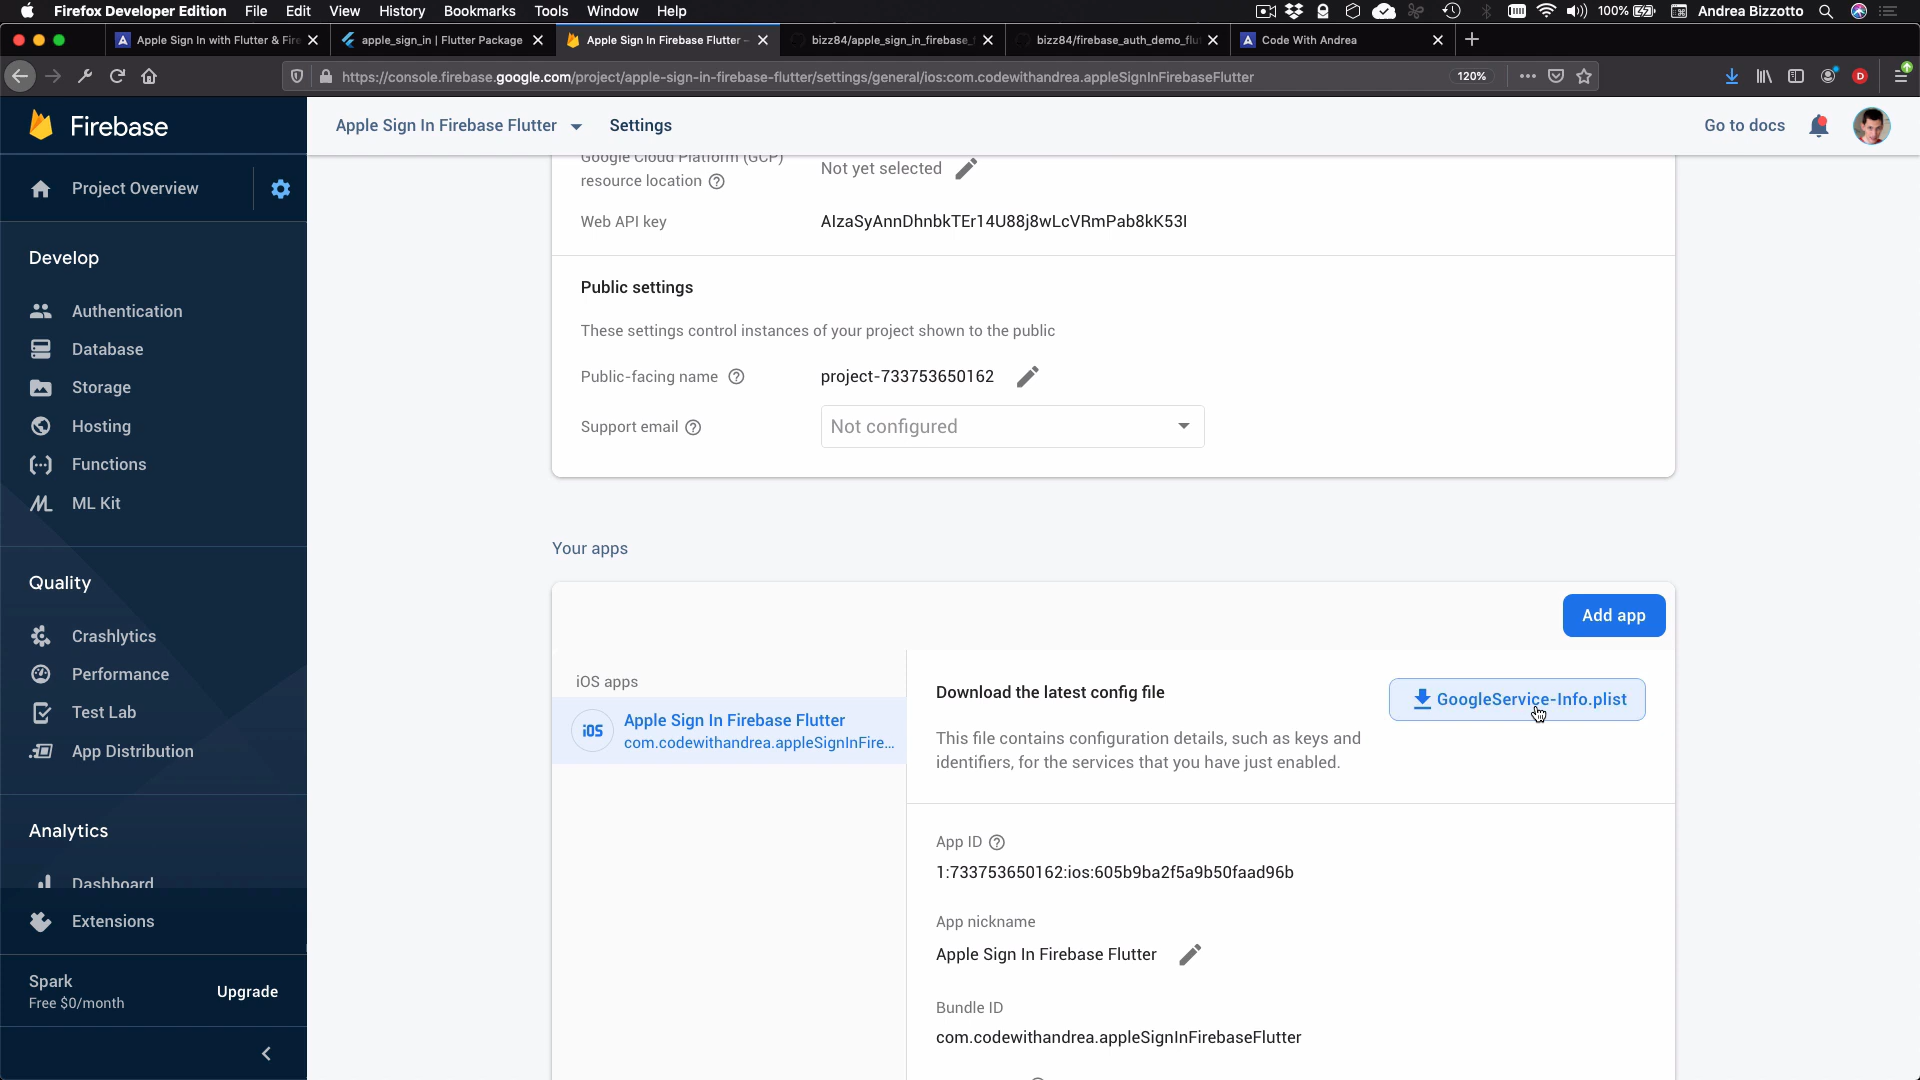 Firefox Developer Edition File Edit View History Bookmarks Tools Window Help 100% Andrea Bizzotto
Apple Sign In with Flutter & Fire
apple_sign_in | Flutter Package
Apple Sign In Firebase Flutter -
bizz84/apple_sign_in_firebase_f
bizz84/firebase_auth_demo_flu
Code With Andrea
https://console.firebase.google.com/project/apple-sign-in-firebase-flutter/settings/general/ios:com.codewithandrea.appleSignInFirebaseFlutter 120%
D
Firebase
Apple Sign In Firebase Flutter
Settings
Go to docs
Project Overview
Develop
Authentication
Database
Storage
Hosting
Functions
ML Kit
Quality
Crashlytics
Performance
Test Lab
App Distribution
Analytics
Dashboard
Extensions
Spark
Free $0/month
Upgrade
Google Cloud Platform (GCP)
resource location
Not yet selected
Web API key
AIzaSyAnnDhnbkTEr14U88j8wLcVRmPab8kK53I
Public settings
These settings control instances of your project shown to the public
Public-facing name
project-733753650162
Support email
Not configured
Your apps
Add app
iOS apps
iOS
Apple Sign In Firebase Flutter
com.codewithandrea.appleSignInFire...
Download the latest config file
GoogleService-Info.plist
This file contains configuration details, such as keys and
identifiers, for the services that you have just enabled.
App ID
1:733753650162:ios:605b9ba2f5a9b50faad96b
App nickname
Apple Sign In Firebase Flutter
Bundle ID
com.codewithandrea.appleSignInFirebaseFlutter